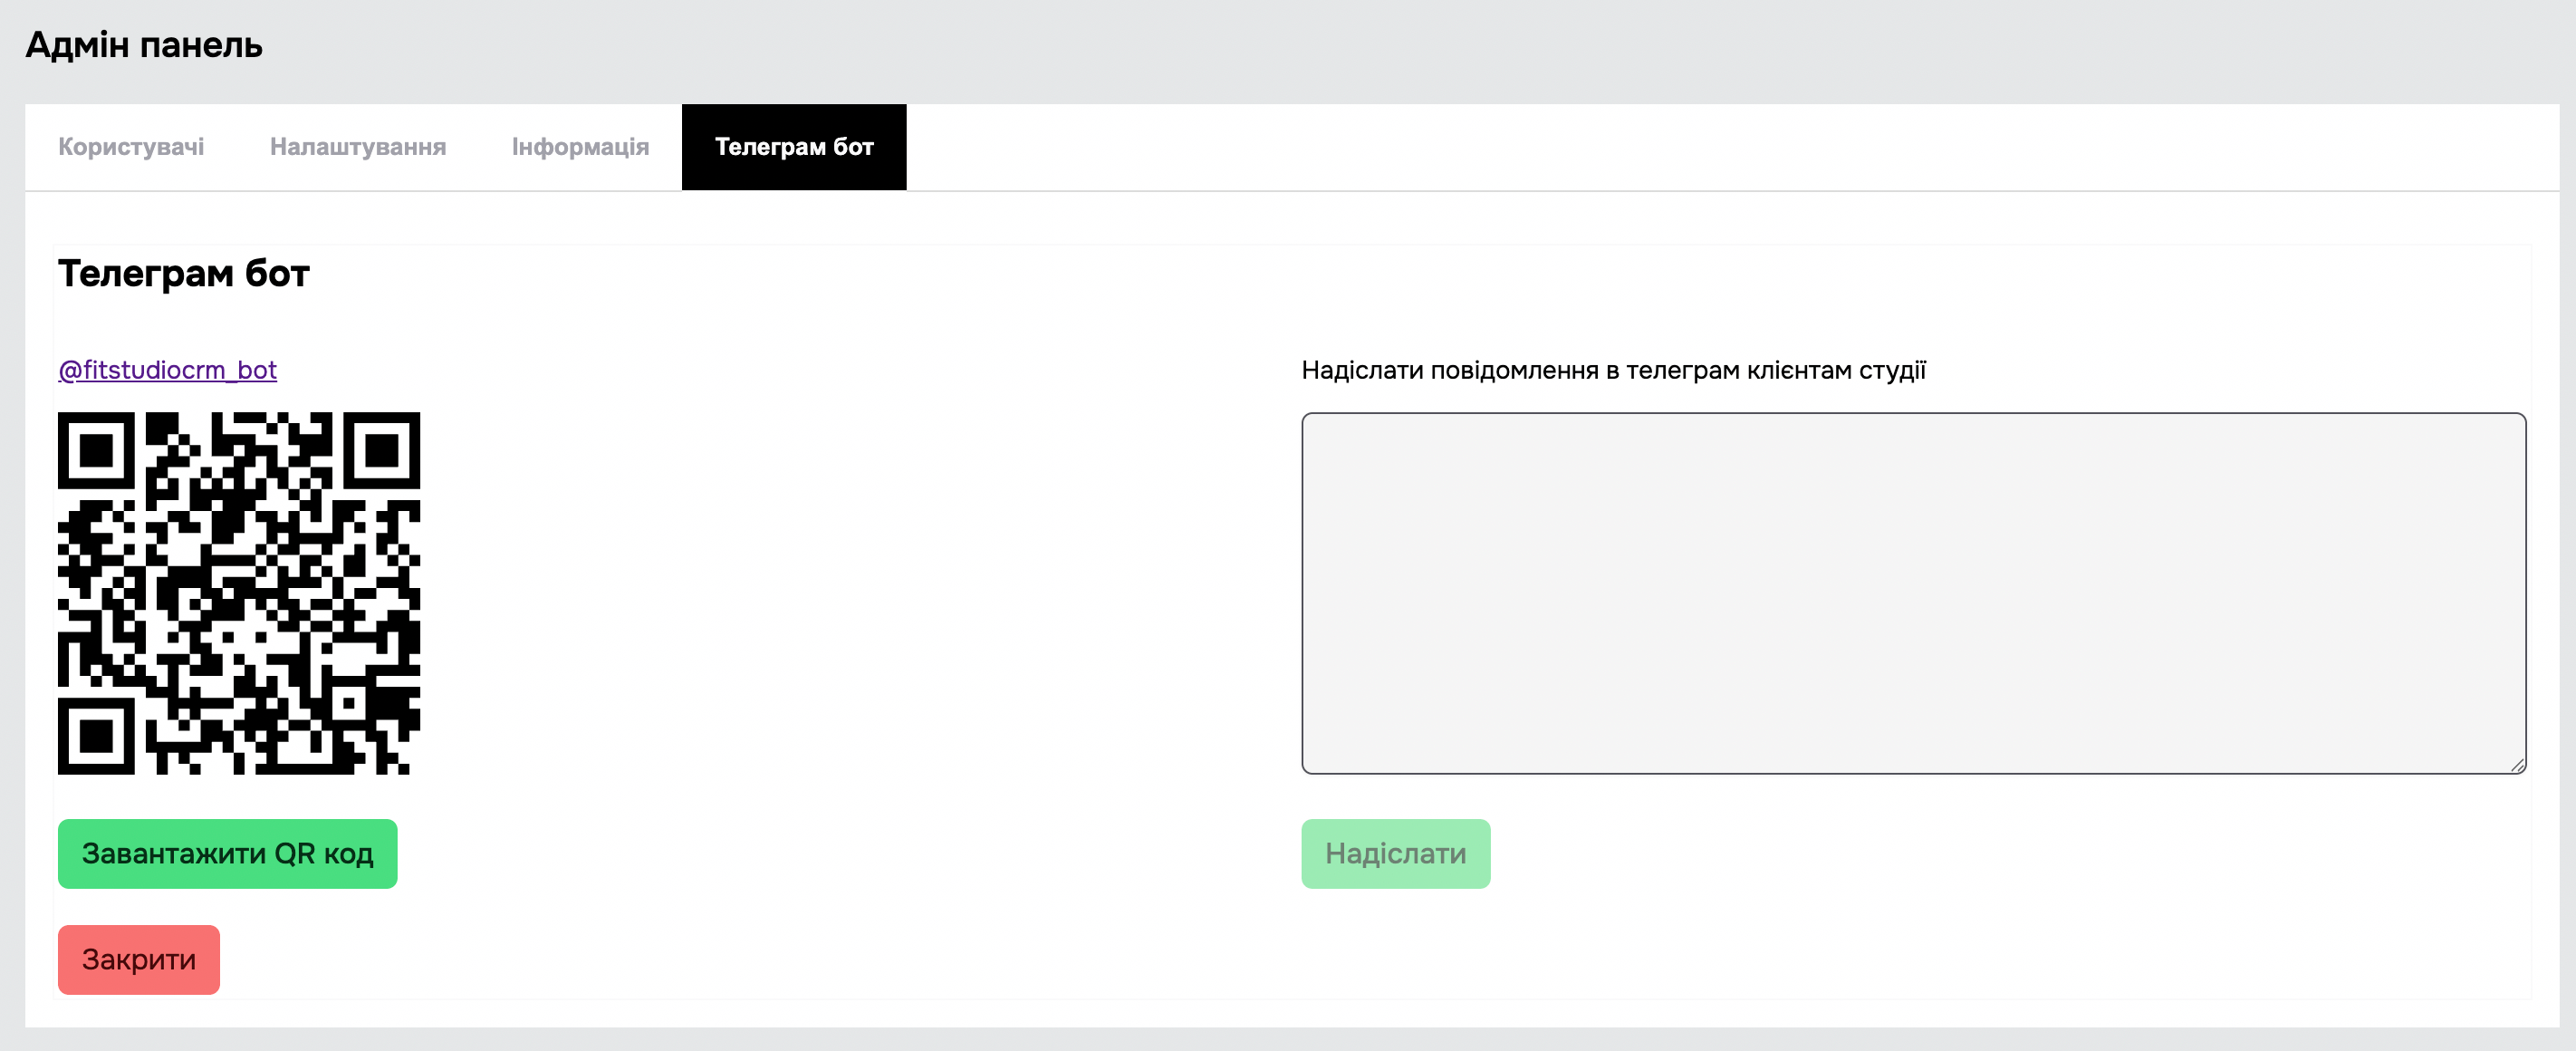 Адмін панель
Користувачі
Налаштування
Інформація
Телеграм бот
Телеграм бот
@fitstudiocrm_bot
Надіслати повідомлення в телеграм клієнтам студії
Завантажити QR код
Надіслати
Закрити